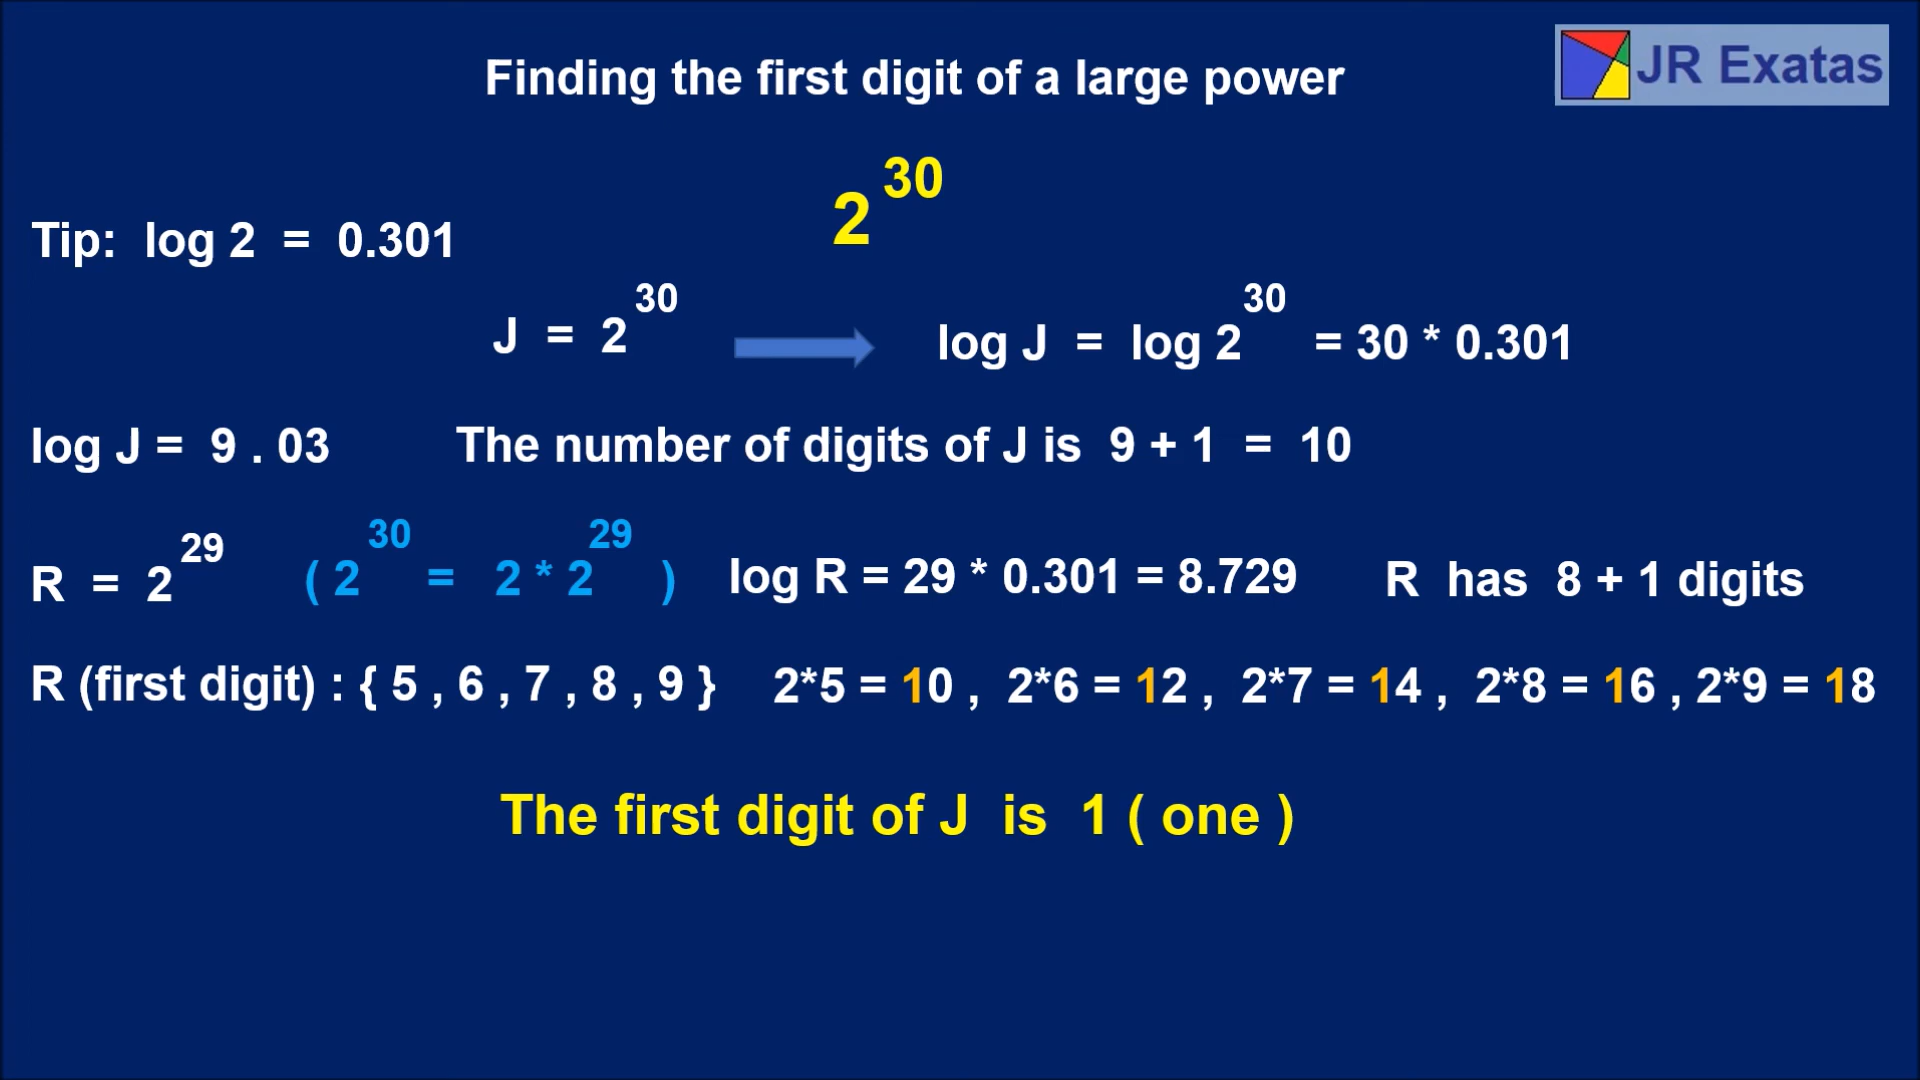 Finding the first digit of a large power
JR Exatas
2^30
Tip: log 2 = 0.301
J = 2^30 log J = log 2^30 = 30 * 0.301
log J = 9 . 03 The number of digits of J is 9 + 1 = 10
R = 2^29 ( 2^30 = 2 * 2^29 ) log R = 29 * 0.301 = 8.729 R has 8 + 1 digits
R (first digit) : { 5 , 6 , 7 , 8 , 9 } 2*5 = 10 , 2*6 = 12 , 2*7 = 14 , 2*8 = 16 , 2*9 = 18
The first digit of J is 1 ( one )